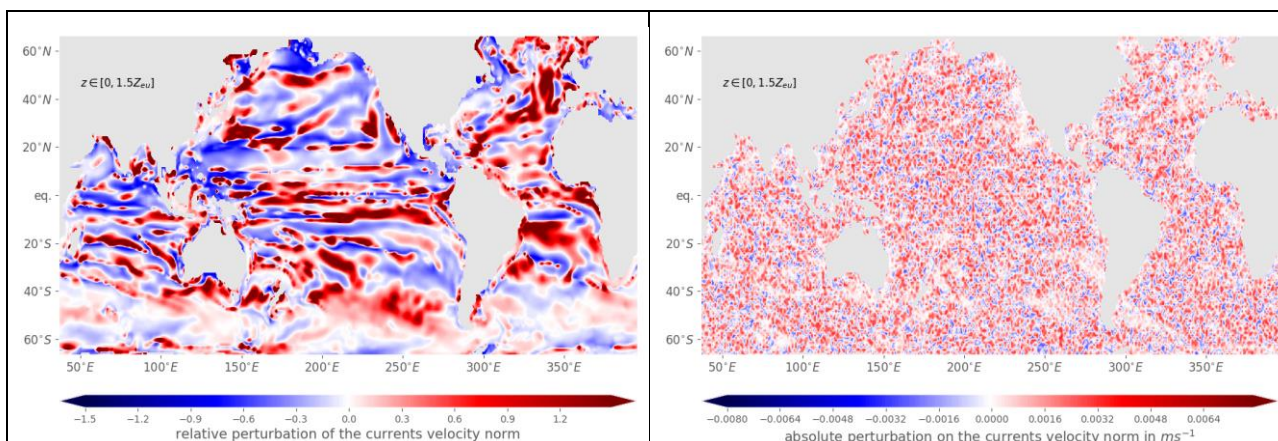 60°N
40°N
20°N
eq.
20°S
40°S
60°S
z ∈ [0, 1.5Z_eu]
50°E 100°E 150°E 200°E 250°E 300°E 350°E
−1.5 −1.2 −0.9 −0.6 −0.3 0.0 0.3 0.6 0.9 1.2
relative perturbation of the currents velocity norm
60°N
40°N
20°N
eq.
20°S
40°S
60°S
z ∈ [0, 1.5Z_eu]
50°E 100°E 150°E 200°E 250°E 300°E 350°E
−0.0080 −0.0064 −0.0048 −0.0032 −0.0016 0.0000 0.0016 0.0032 0.0048 0.0064
absolute perturbation on the currents velocity norm in ms⁻¹